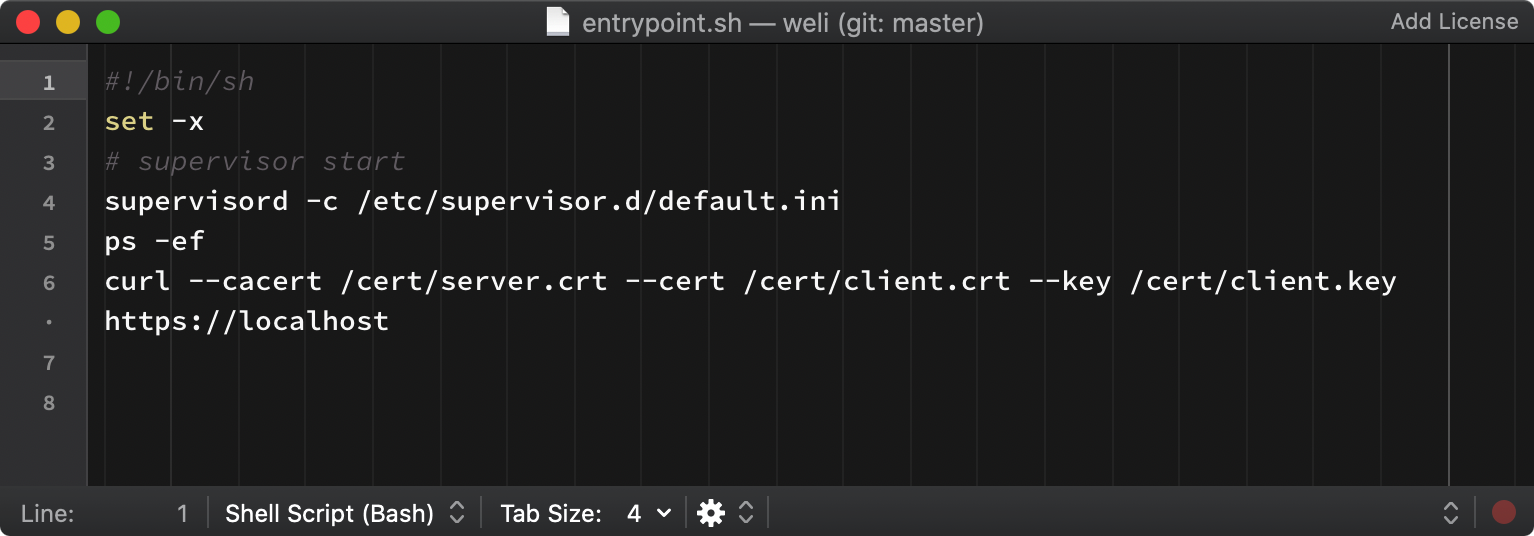 entrypoint.sh — weli (git: master)
Add License
1 #!/bin/sh
2 set -x
3 # supervisor start
4 supervisord -c /etc/supervisor.d/default.ini
5 ps -ef
6 curl --cacert /cert/server.crt --cert /cert/client.crt --key /cert/client.key
· https://localhost
7
8
Line: 1 Shell Script (Bash) Tab Size: 4